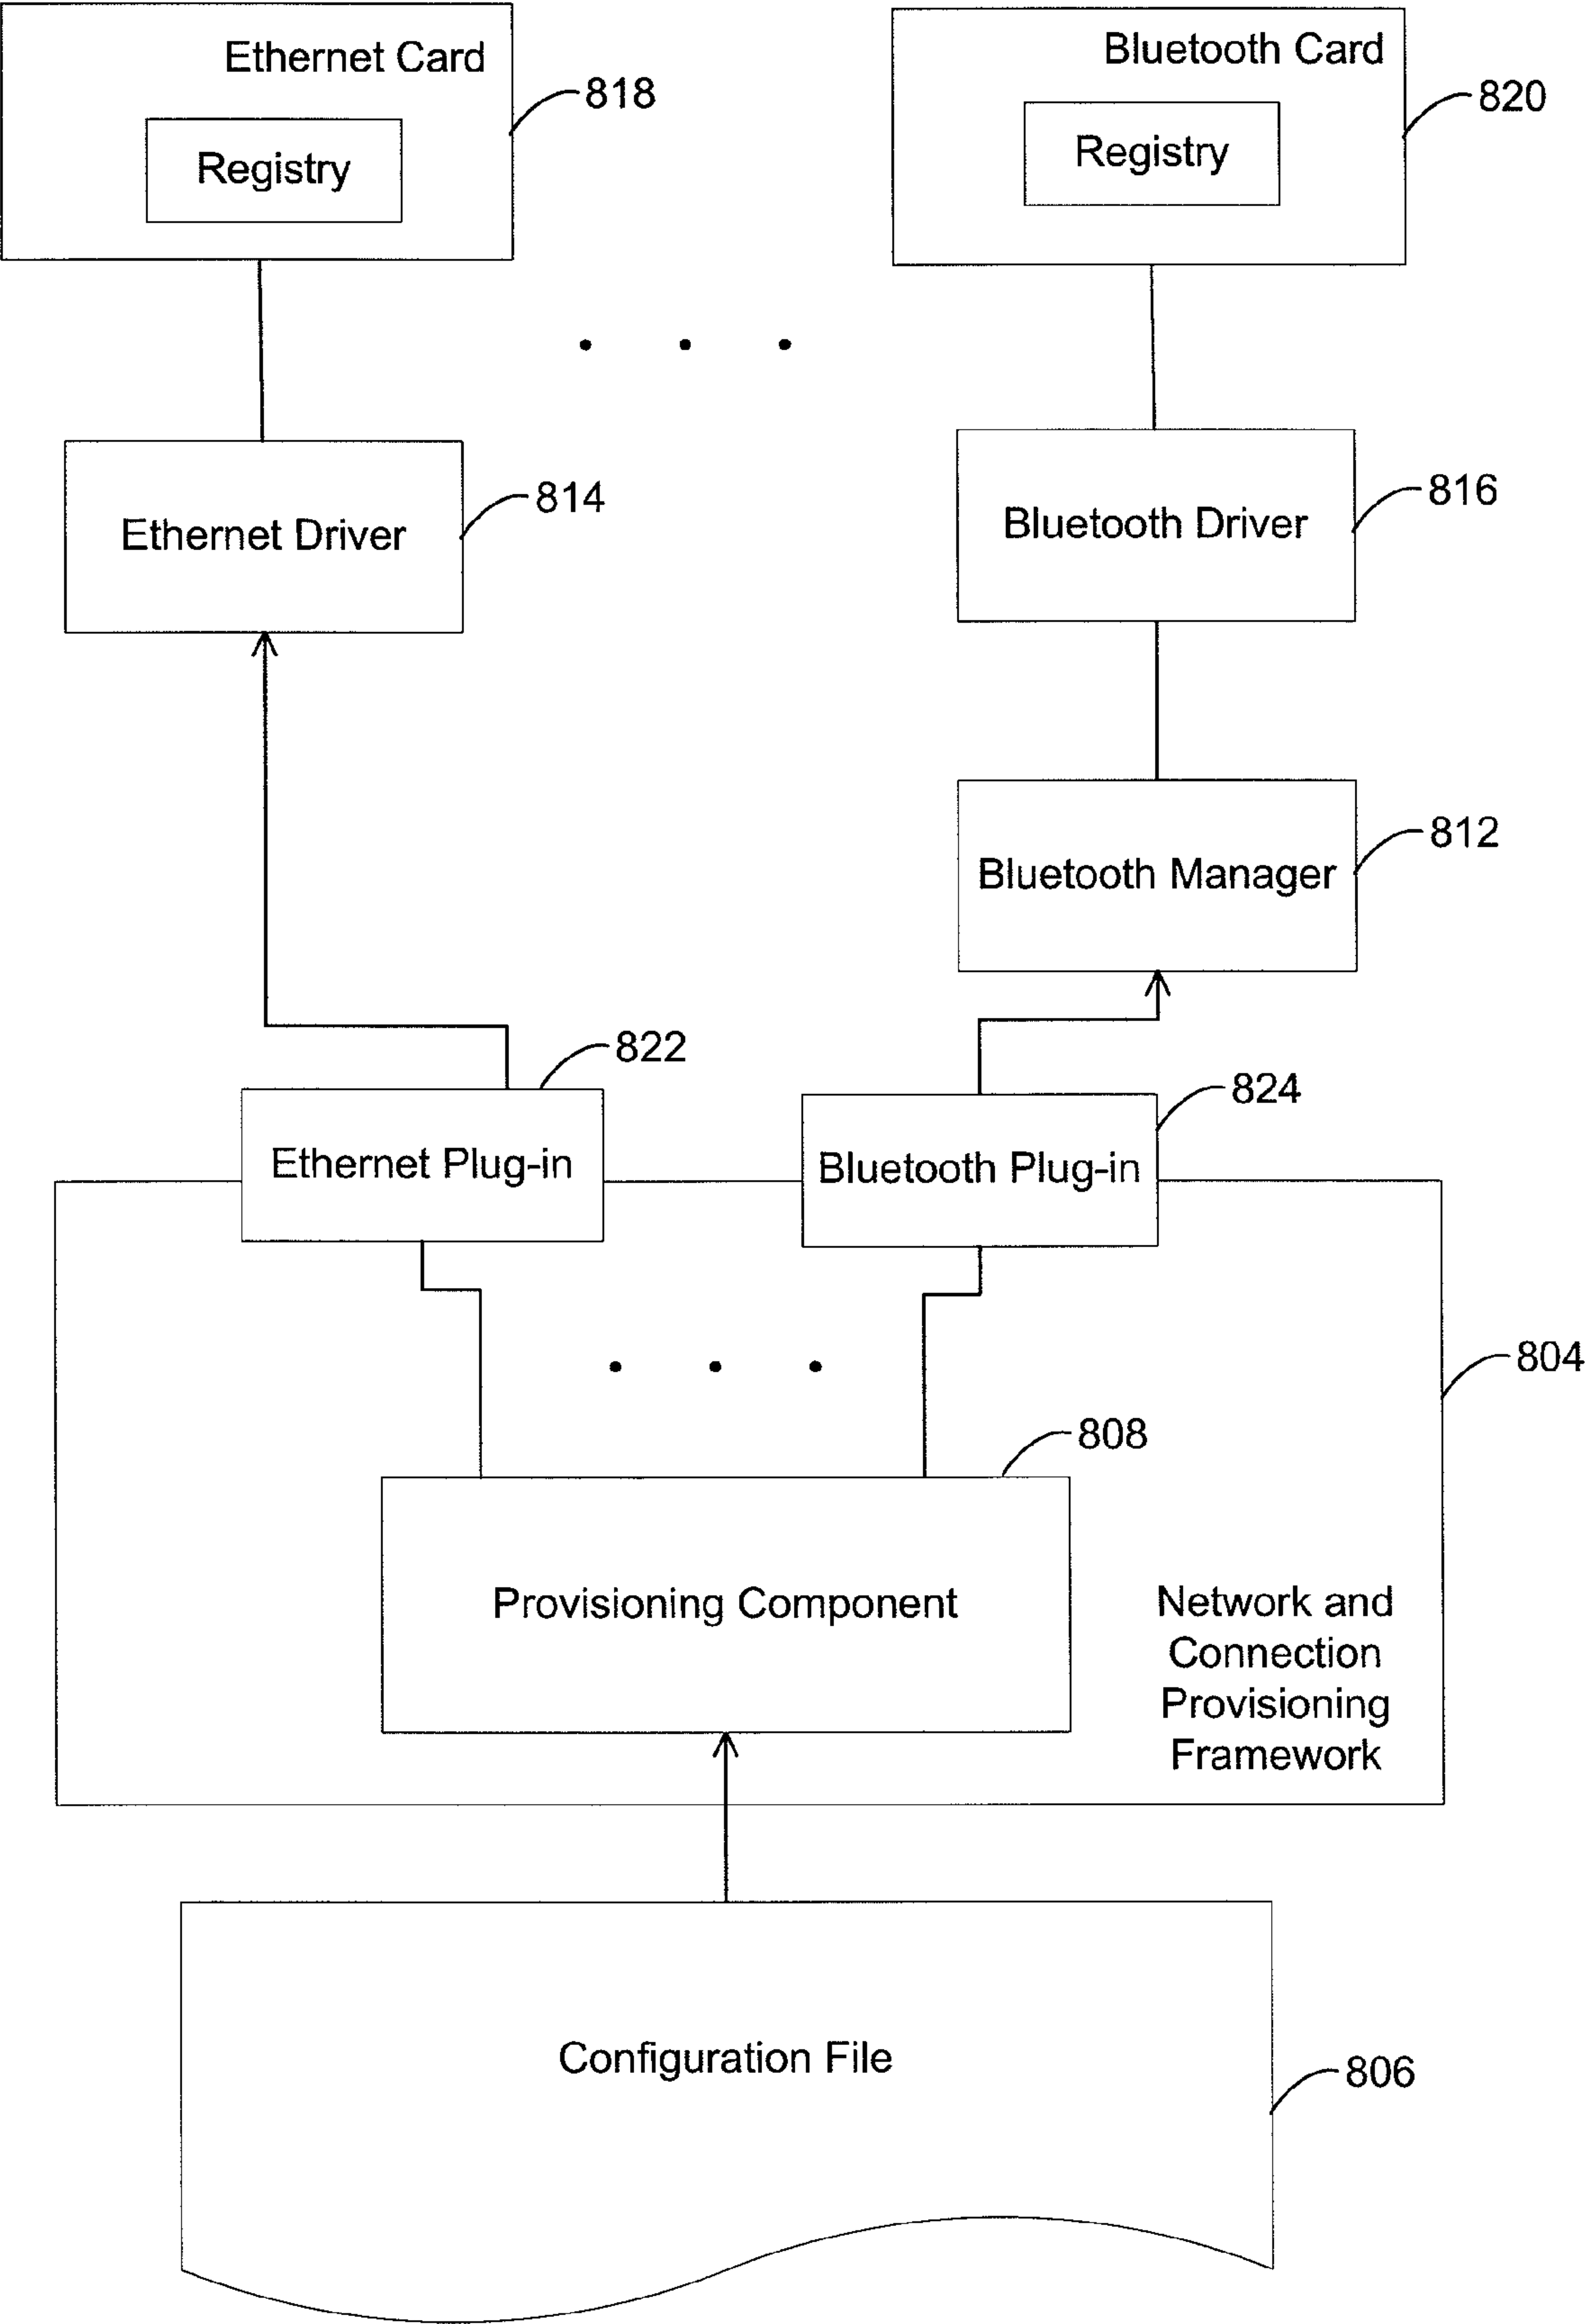 Ethernet Card
818
Registry
Bluetooth Card
820
Registry
Ethernet Driver
814
Bluetooth Driver
816
Bluetooth Manager
812
822
Ethernet Plug-in
824
Bluetooth Plug-in
804
808
Provisioning Component
Network and
Connection
Provisioning
Framework
Configuration File
806